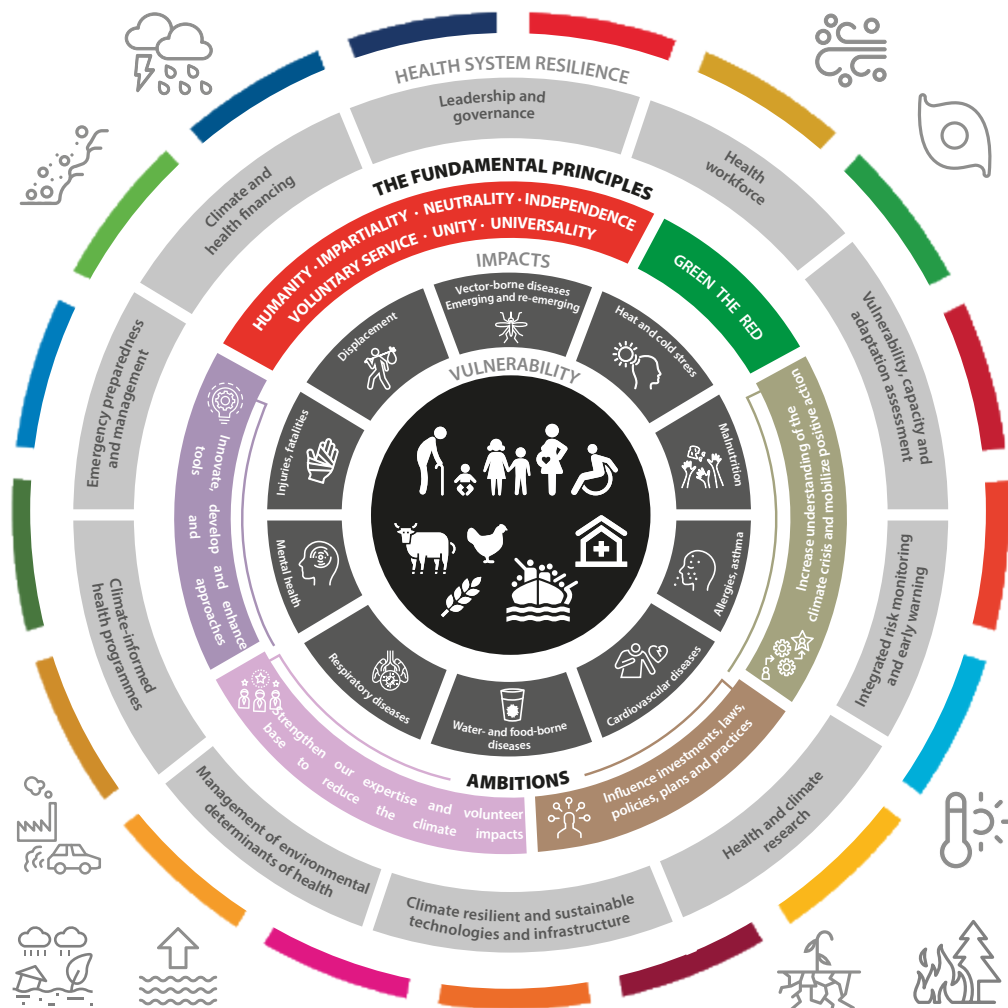 HEALTH SYSTEM RESILIENCE
Leadership and
governance
Health
workforce
Vulnerability, capacity and
adaptation assessment
Integrated risk monitoring
and early warning
Health and climate
research
Climate resilient and sustainable
technologies and infrastructure
Management of environmental
determinants of health
Climate-informed
health programmes
Emergency preparedness
and management
Climate and
health financing
THE FUNDAMENTAL PRINCIPLES
HUMANITY · IMPARTIALITY · NEUTRALITY · INDEPENDENCE
VOLUNTARY SERVICE · UNITY · UNIVERSALITY
GREEN THE RED
Increase understanding of the
climate crisis and mobilize positive action
Influence investments, laws,
policies, plans and practices
Strengthen our expertise and volunteer
base to reduce the climate impacts
Innovate, develop and enhance
tools and approaches
AMBITIONS
IMPACTS
Vector-borne diseases
Emerging and re-emerging
Heat and cold stress
Malnutrition
Allergies, asthma
Cardiovascular diseases
Water- and food-borne
diseases
Respiratory diseases
Mental health
Injuries, fatalities
Displacement
VULNERABILITY